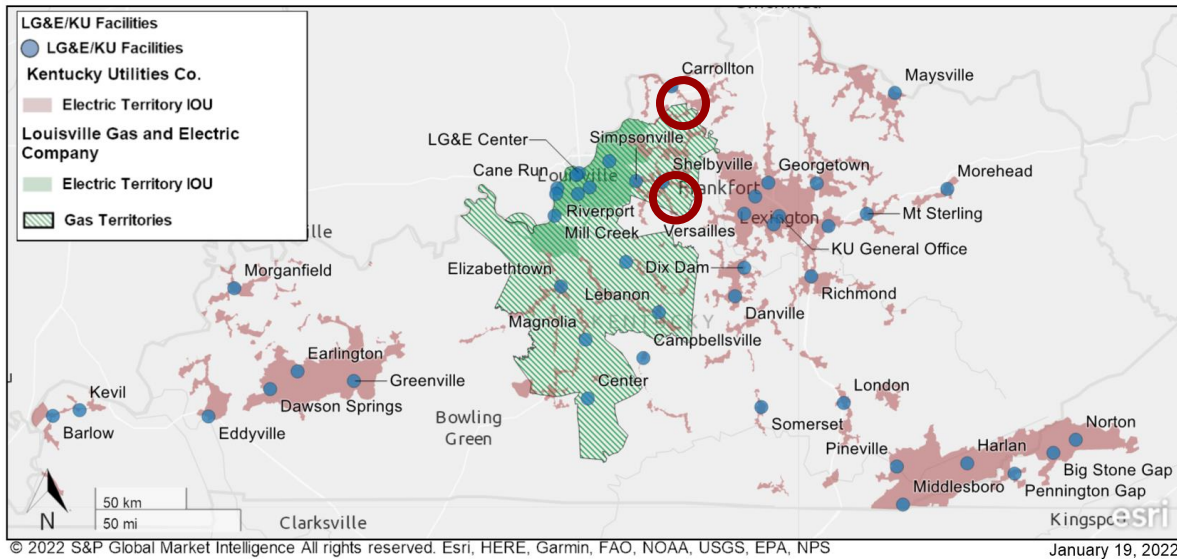 LG&E/KU Facilities
LG&E/KU Facilities
Kentucky Utilities Co.
Electric Territory IOU
Louisville Gas and Electric
Company
Electric Territory IOU
Gas Territories
Carrollton
Maysville
LG&E Center
Simpsonville
Cane Run
Louisville
Shelbyville
Frankfort
Georgetown
Morehead
Riverport
Lexington
Mt Sterling
Mill Creek
Versailles
KU General Office
Morganfield
Elizabethtown
Dix Dam
Lebanon
Richmond
Magnolia
KENTUCKY
Danville
Campbellsville
Earlington
Greenville
Kevil
Dawson Springs
Center
London
Barlow
Eddyville
Bowling
Green
Somerset
Norton
Pineville
Harlan
Big Stone Gap
Middlesboro
Pennington Gap
N
50 km
50 mi
Clarksville
esri
© 2022 S&P Global Market Intelligence All rights reserved. Esri, HERE, Garmin, FAO, NOAA, USGS, EPA, NPS
January 19, 2022